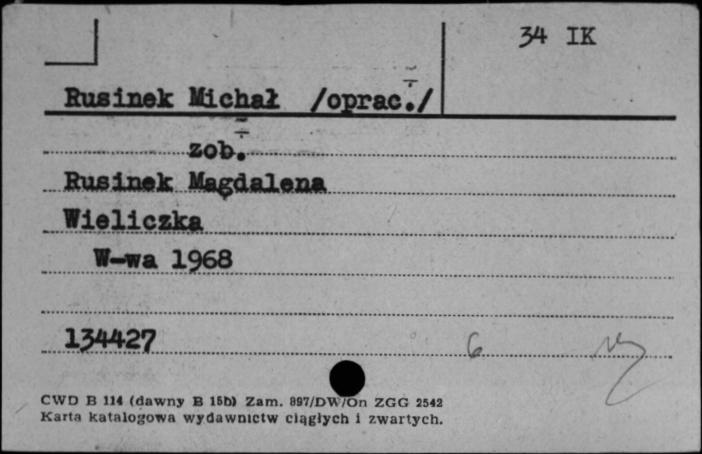 34 IK
Rusinek Michał /oprac./
zob.
Rusinek Magdalena
Wieliczka
W-wa 1968
134427 6
CWD B 114 (dawny B 15b) Zam. 897/DW/On ZGG 2542
Karta katalogowa wydawnictw ciągłych i zwartych.